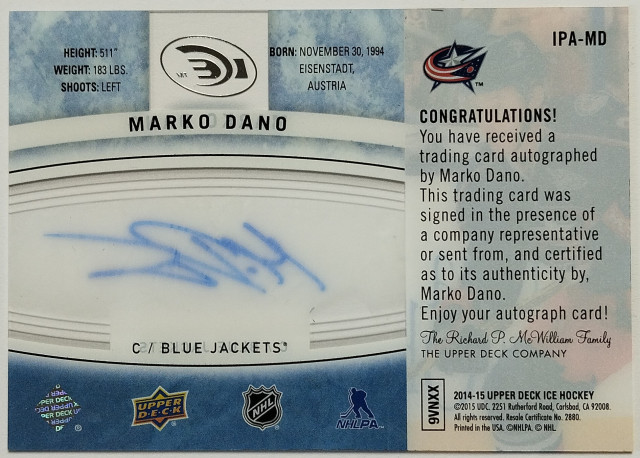 HEIGHT: 511"
WEIGHT: 183 LBS.
SHOOTS: LEFT
BORN: NOVEMBER 30, 1994
EISENSTADT,
AUSTRIA
MARKO DANO
C / BLUE JACKETS
UPPER
D.E.C.K
NHL
NHLPA
IPA-MD
CONGRATULATIONS!
You have received a
trading card autographed
by Marko Dano.
This trading card was
signed in the presence of
a company representative
or sent from, and certified
as to its authenticity by,
Marko Dano.
Enjoy your autograph card!
The Richard P. McWilliam Family
THE UPPER DECK COMPANY
9VNXX
2014-15 UPPER DECK ICE HOCKEY
©2015 UDC. 2251 Rutherford Road, Carlsbad, CA 92008.
All rights reserved. Resale Certificate No. 2880.
Printed in the USA. ©NHLPA. © NHL.